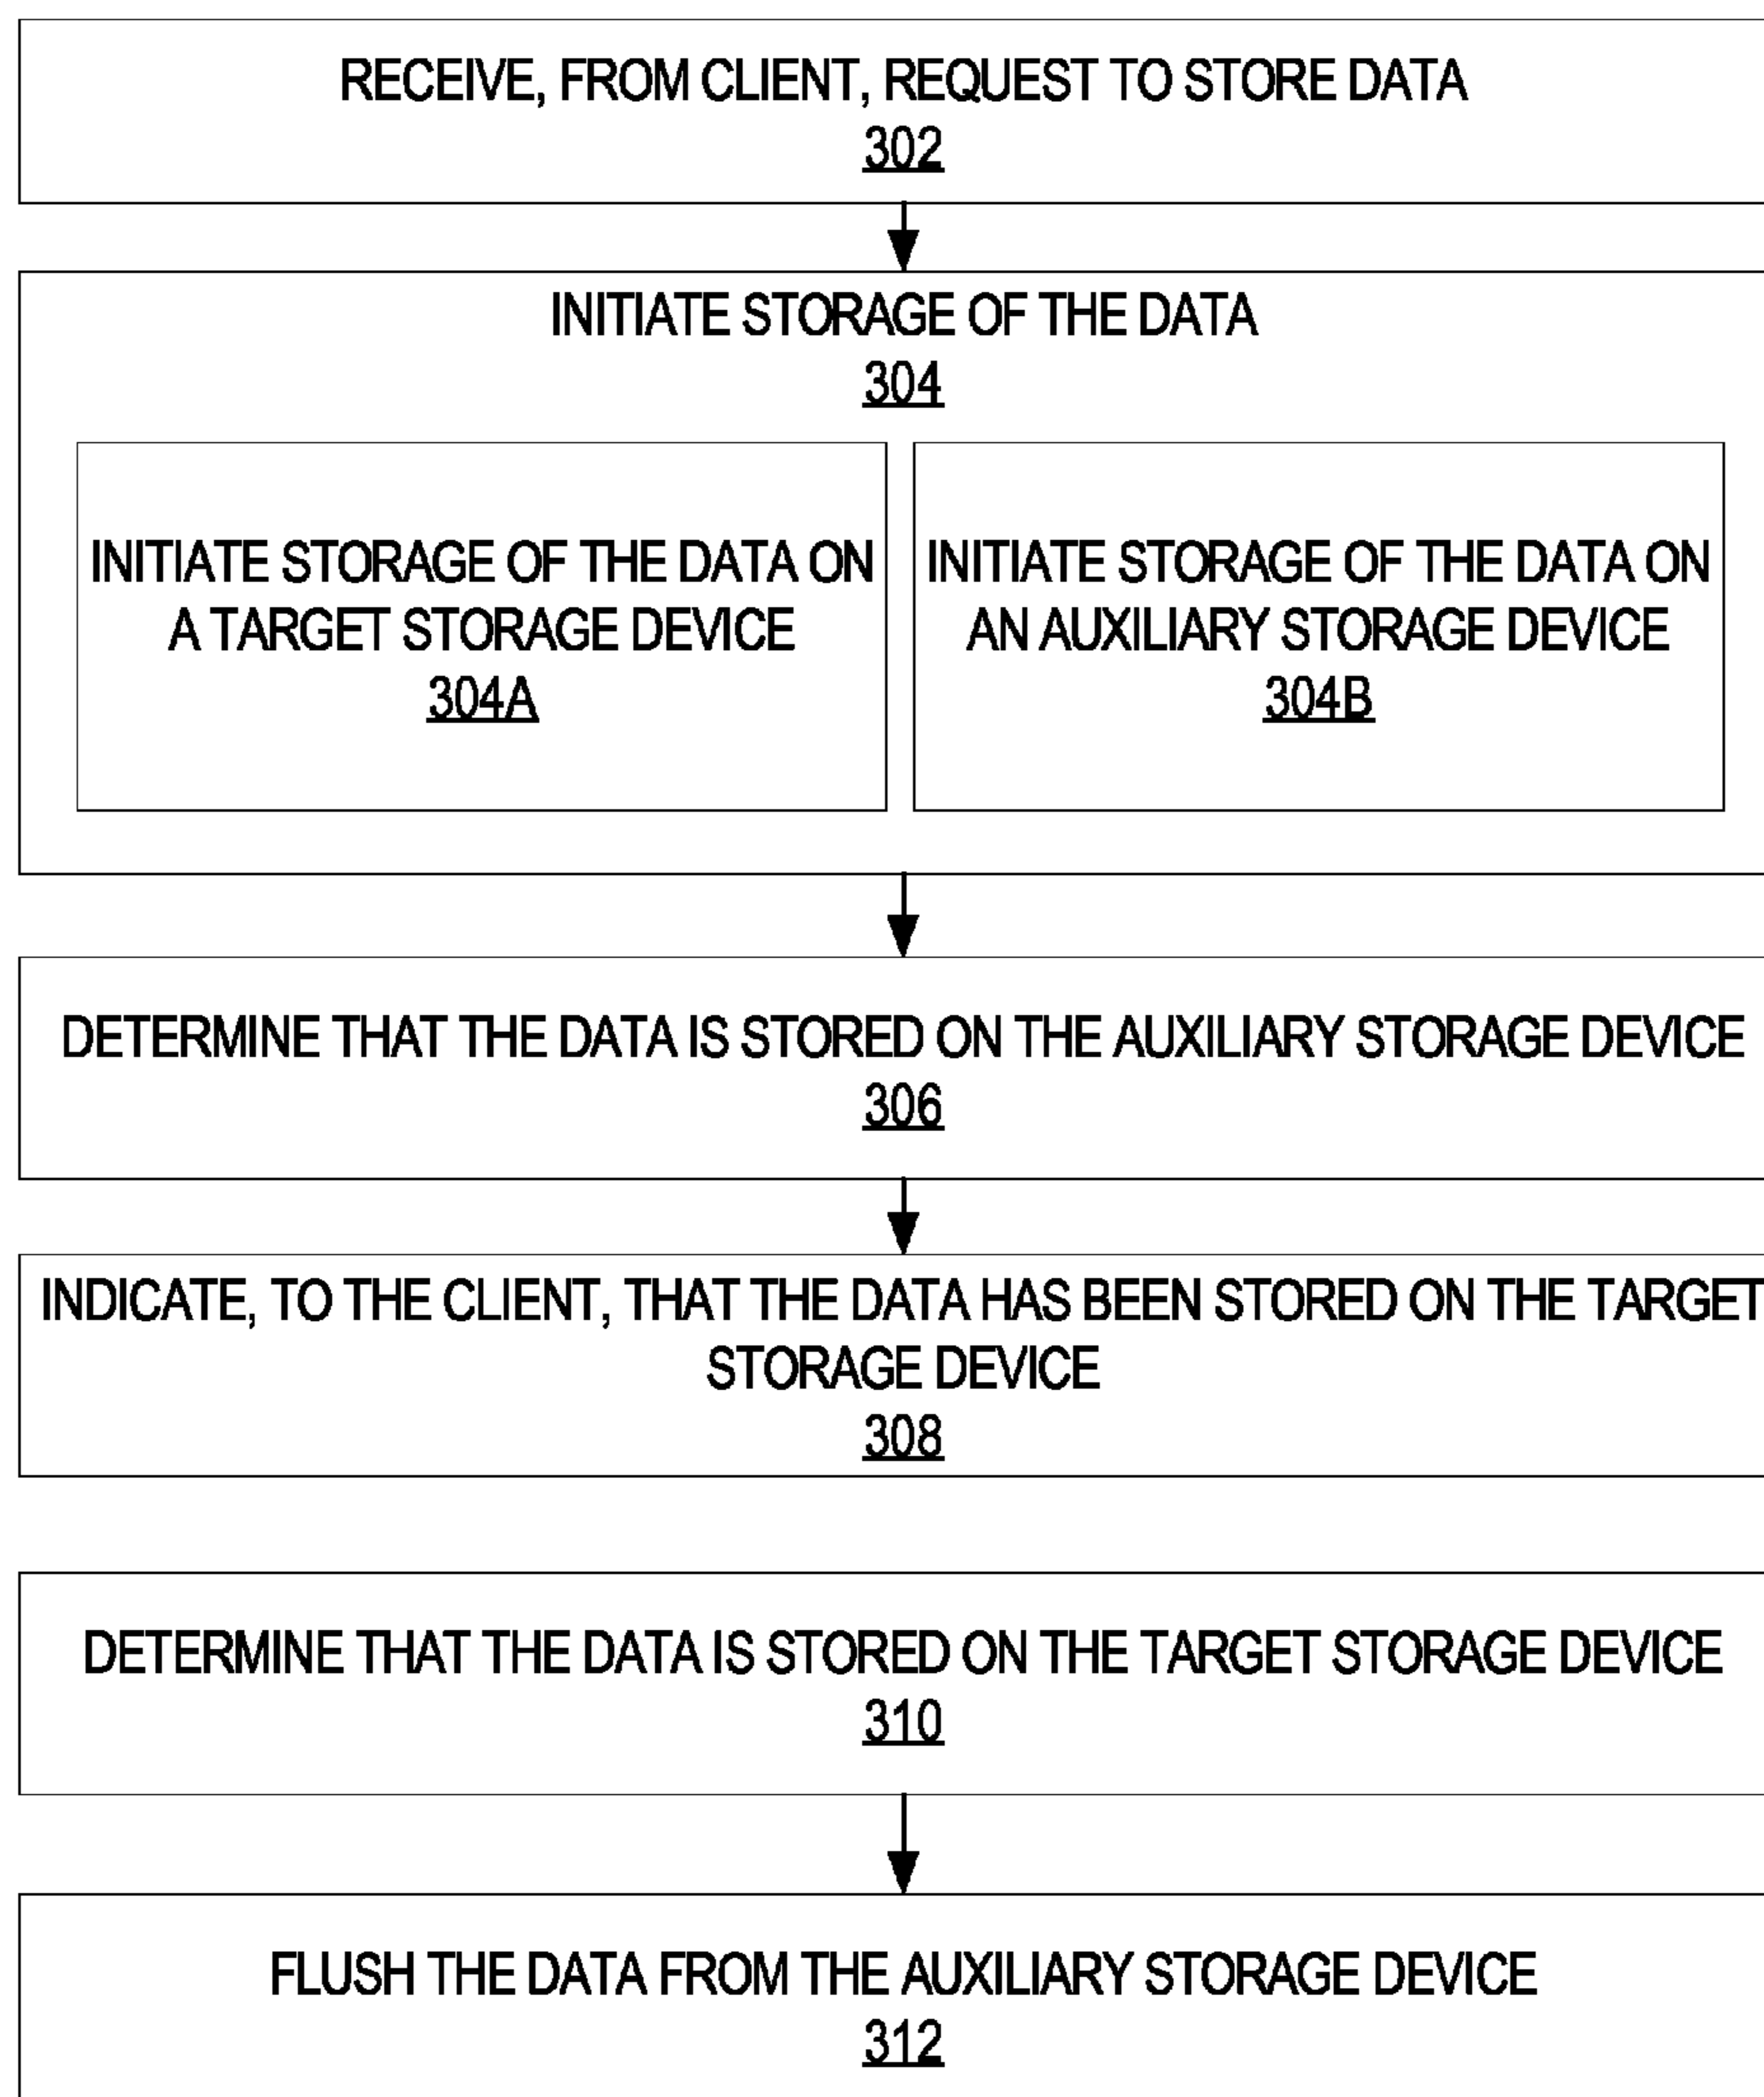 RECEIVE, FROM CLIENT, REQUEST TO STORE DATA
302
INITIATE STORAGE OF THE DATA
304
INITIATE STORAGE OF THE DATA ON
A TARGET STORAGE DEVICE
304A
INITIATE STORAGE OF THE DATA ON
AN AUXILIARY STORAGE DEVICE
304B
DETERMINE THAT THE DATA IS STORED ON THE AUXILIARY STORAGE DEVICE
306
INDICATE, TO THE CLIENT, THAT THE DATA HAS BEEN STORED ON THE TARGET
STORAGE DEVICE
308
DETERMINE THAT THE DATA IS STORED ON THE TARGET STORAGE DEVICE
310
FLUSH THE DATA FROM THE AUXILIARY STORAGE DEVICE
312